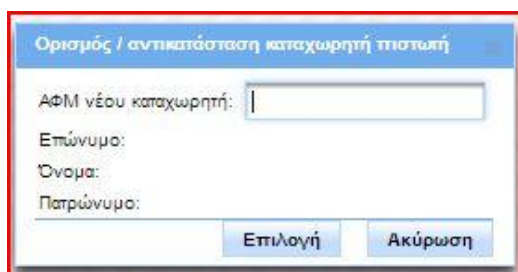 Ορισμός / αντικατάσταση καταχωρητή πιστωτή
ΑΦΜ νέου καταχωρητή:
Επώνυμο:
Όνομα:
Πατρώνυμο:
Επιλογή Ακύρωση